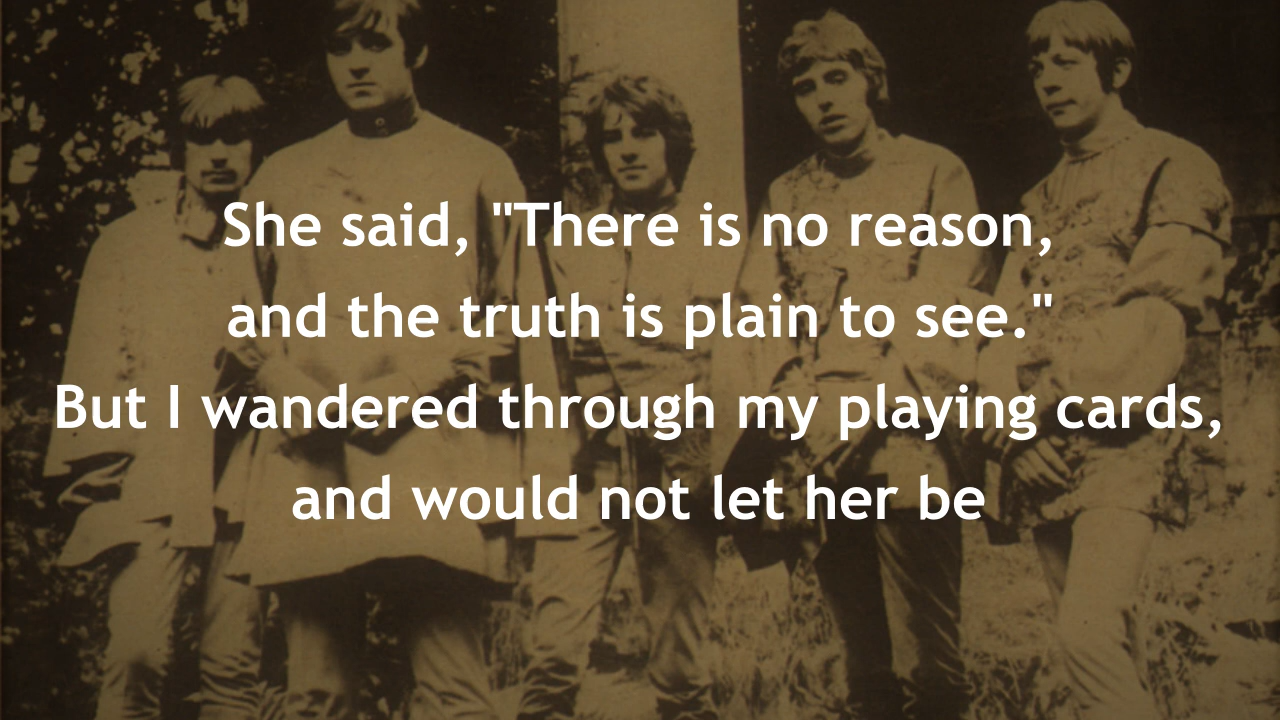 She said, "There is no reason,
and the truth is plain to see."
But I wandered through my playing cards,
and would not let her be